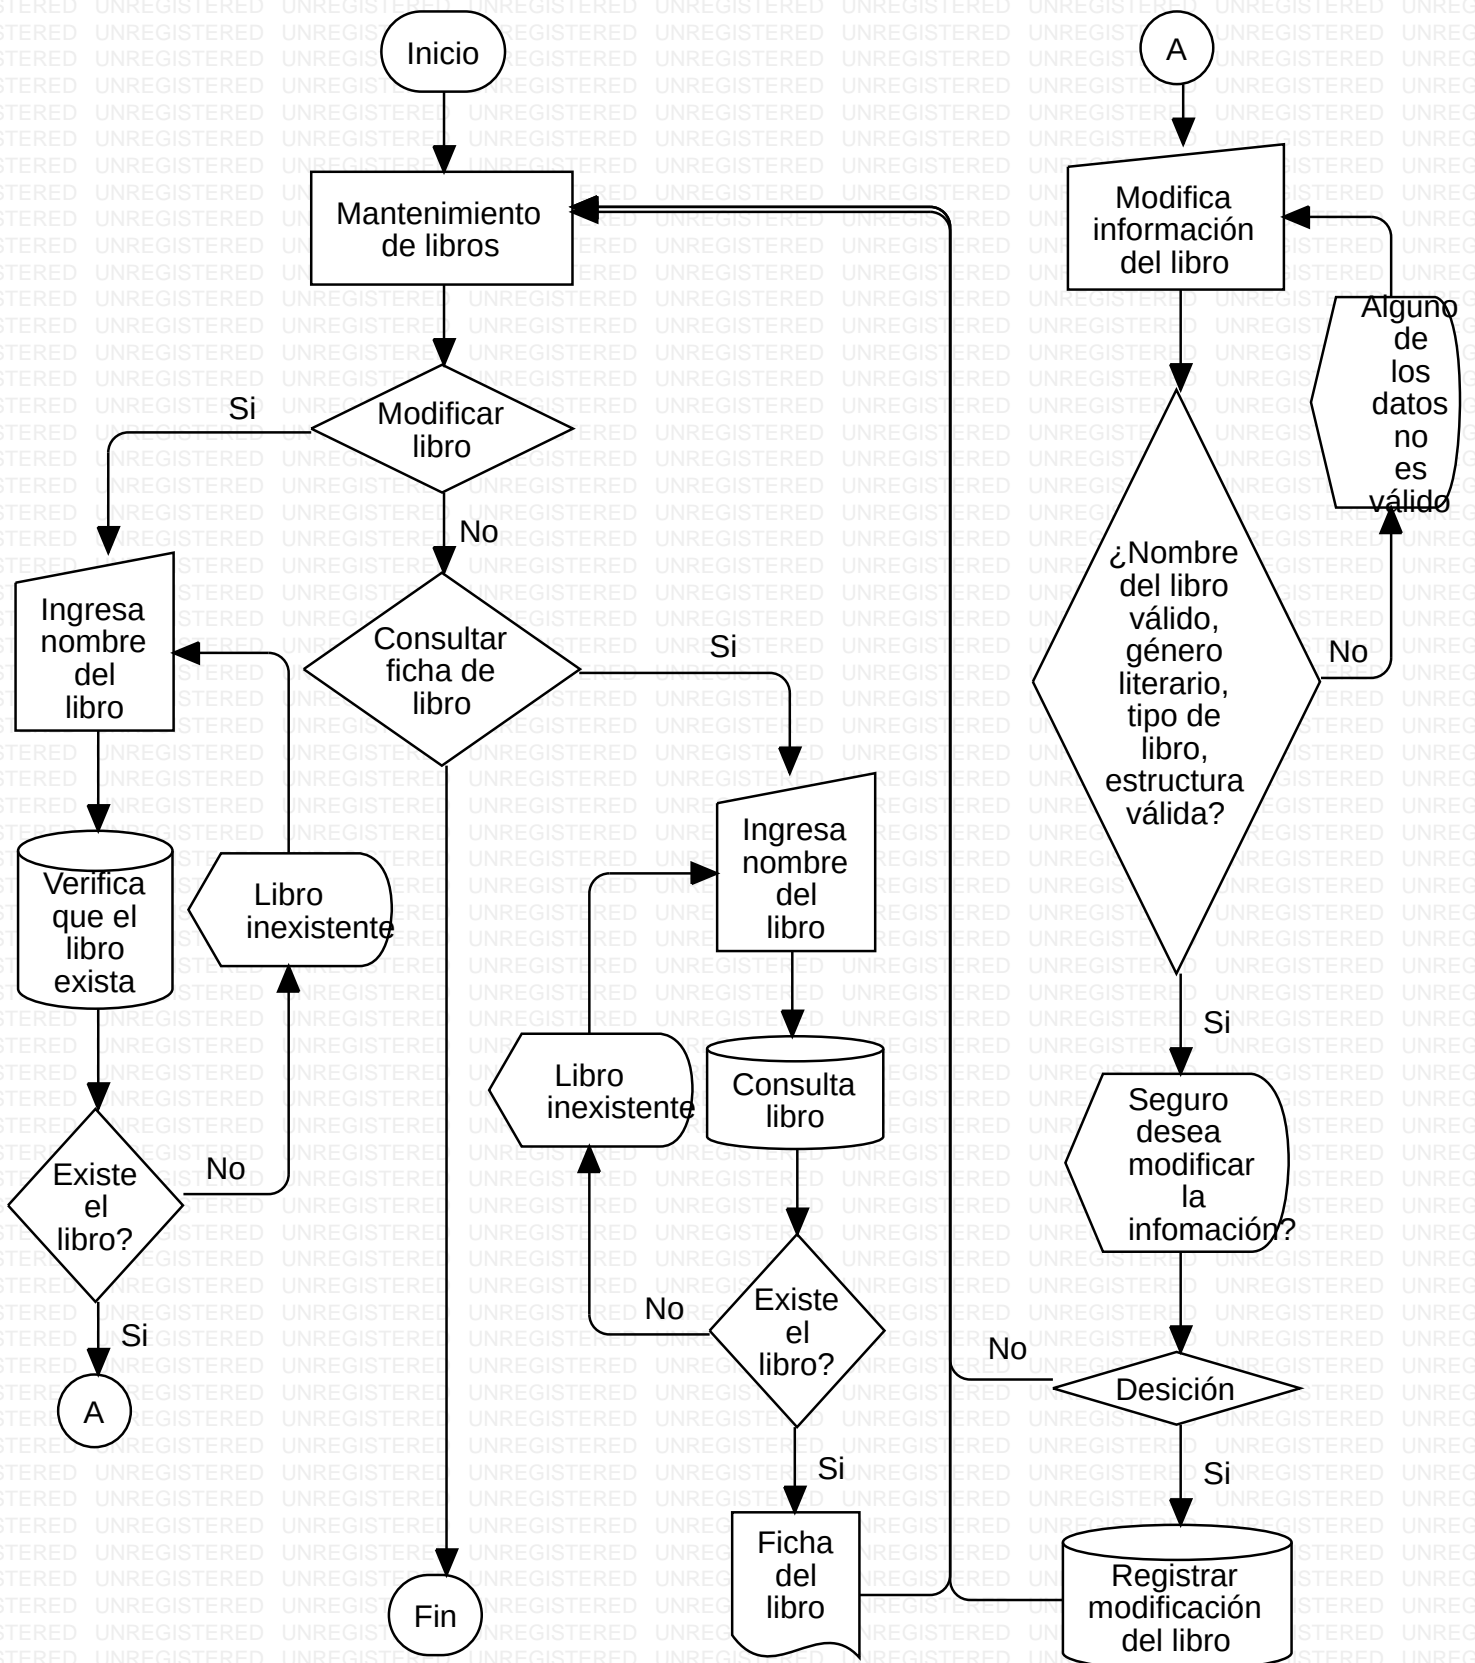 Inicio
Mantenimiento
de libros
Modificar
libro
Si
No
Ingresa
nombre
del
libro
Verifica
que el
libro
exista
Libro
inexistente
Existe
el
libro?
No
Si
A
Consultar
ficha de
libro
Si
Fin
Ingresa
nombre
del
libro
Consulta
libro
Libro
inexistente
Existe
el
libro?
No
Si
Ficha
del
libro
A
Modifica
información
del libro
Alguno
de
los
datos
no
es
válido
¿Nombre
del libro
válido,
género
literario,
tipo de
libro,
estructura
válida?
No
Si
Seguro
desea
modificar
la
infomación?
Desición
No
Si
Registrar
modificación
del libro
UNREGISTERED